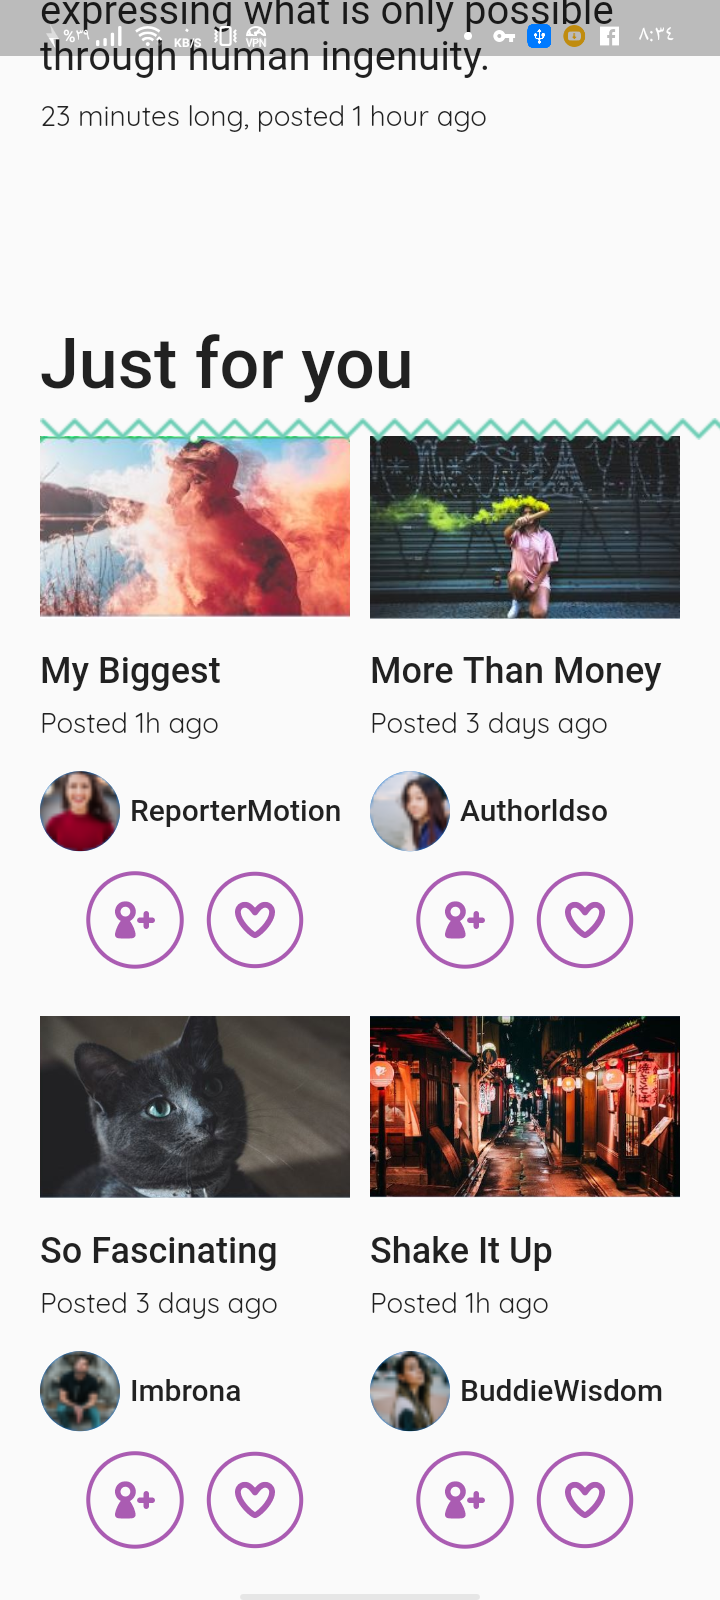 expressing what is only possible
%٣٩ KB/S VPN ٨:٣٤
through human ingenuity.
23 minutes long, posted 1 hour ago
Just for you
My Biggest
More Than Money
Posted 1h ago
Posted 3 days ago
ReporterMotion
Authorldso
So Fascinating
Shake It Up
Posted 3 days ago
Posted 1h ago
Imbrona
BuddieWisdom